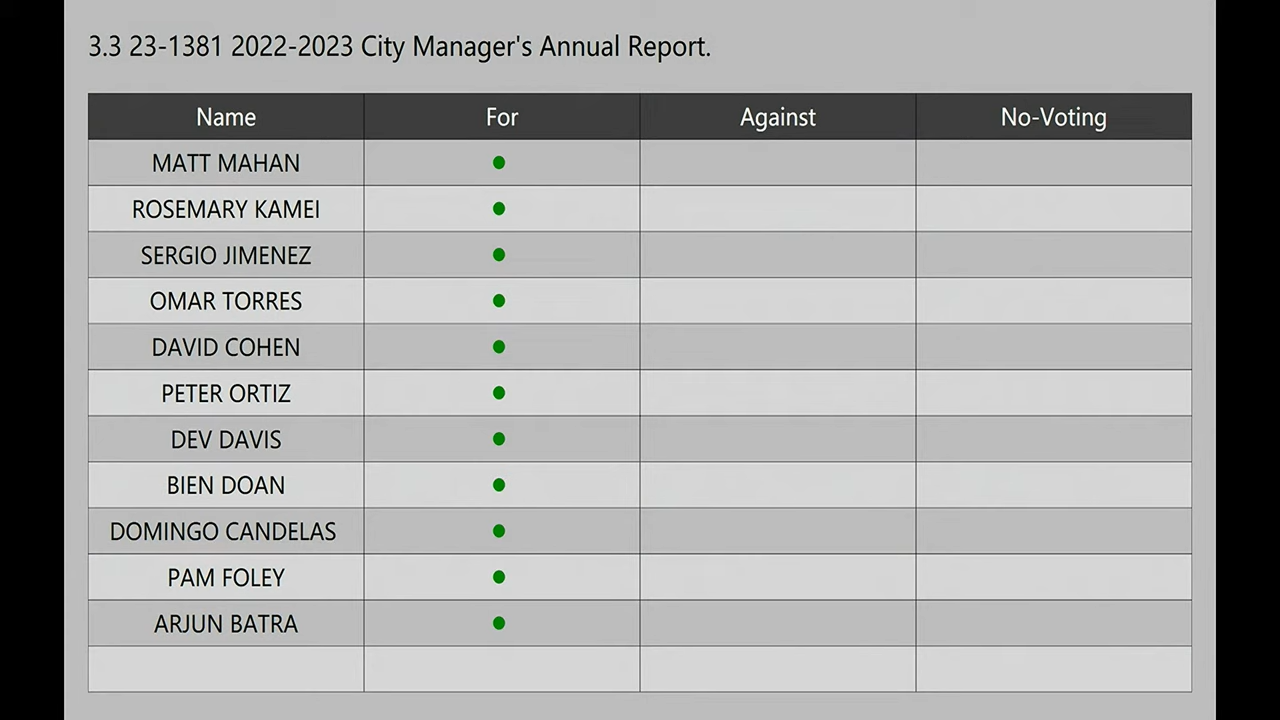 3.3 23-1381 2022-2023 City Manager's Annual Report.
Name For Against No-Voting
MATT MAHAN
ROSEMARY KAMEI
SERGIO JIMENEZ
OMAR TORRES
DAVID COHEN
PETER ORTIZ
DEV DAVIS
BIEN DOAN
DOMINGO CANDELAS
PAM FOLEY
ARJUN BATRA